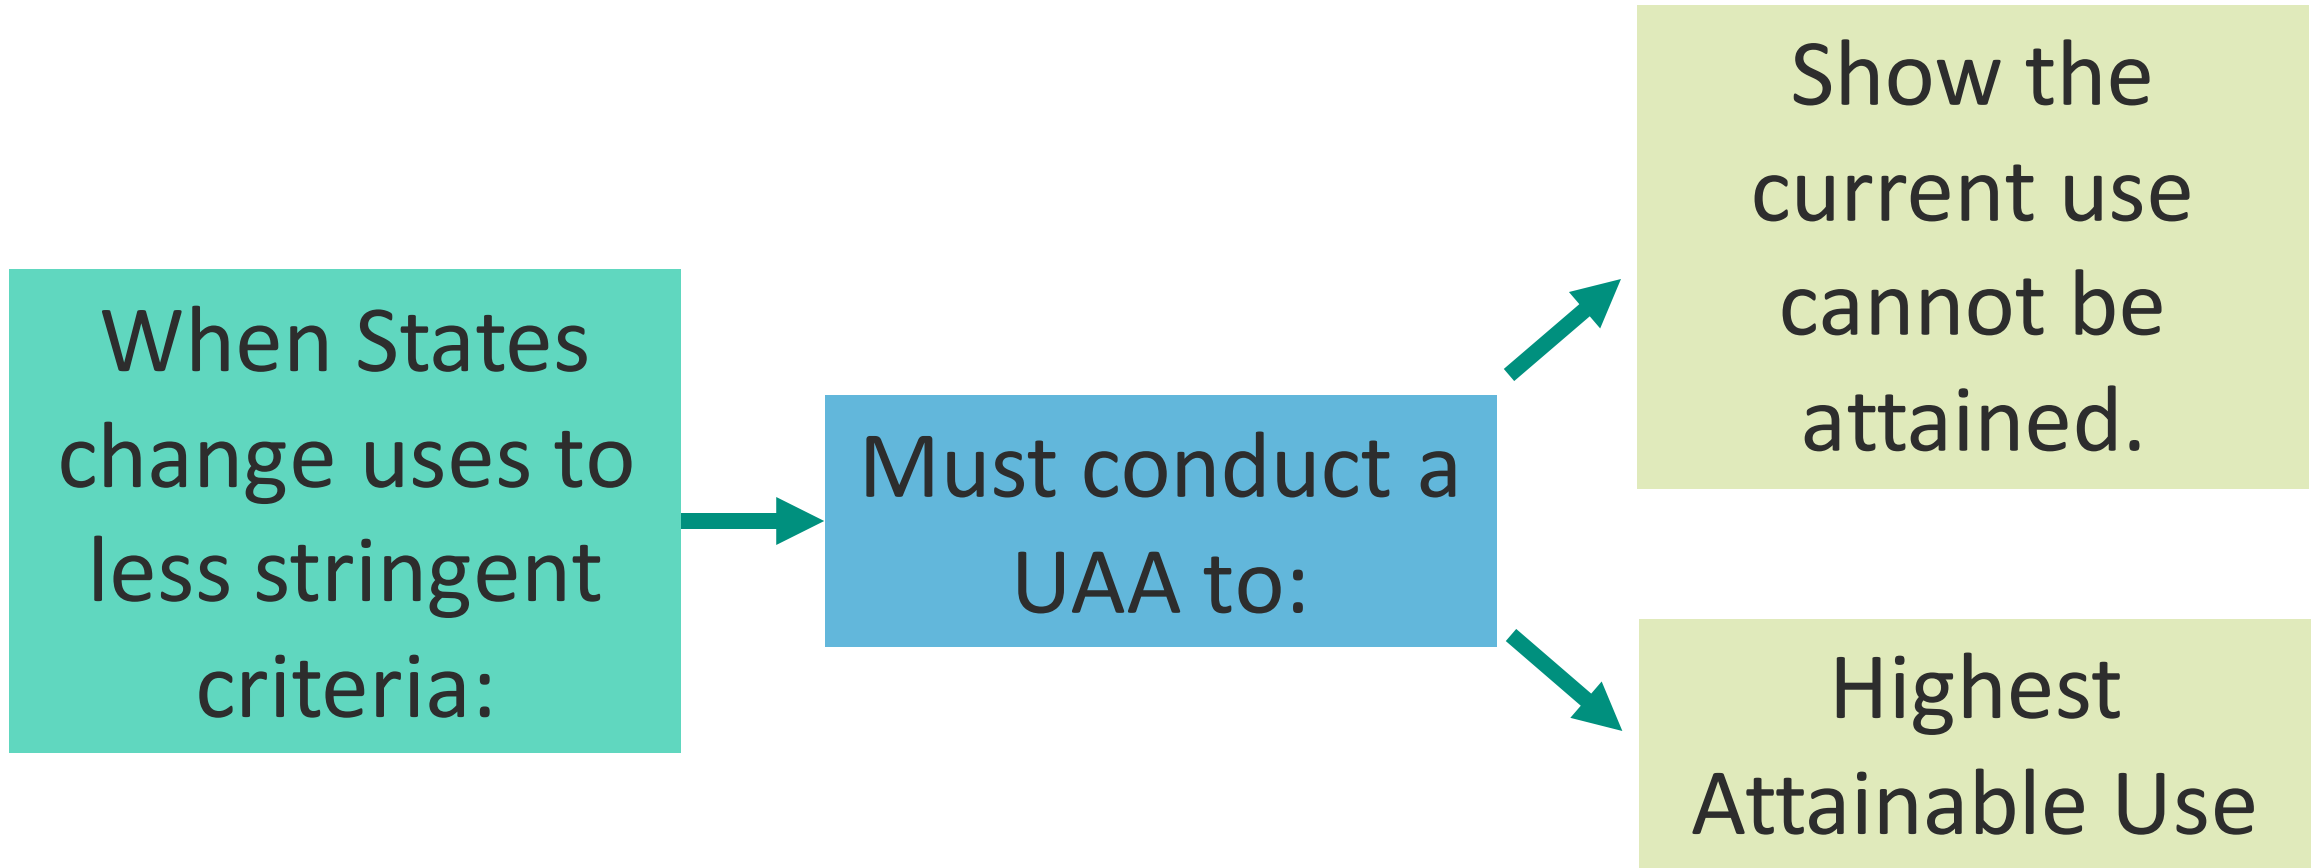 When States
change uses to
less stringent
criteria:
Must conduct a
UAA to:
Show the
current use
cannot be
attained.
Highest
Attainable Use